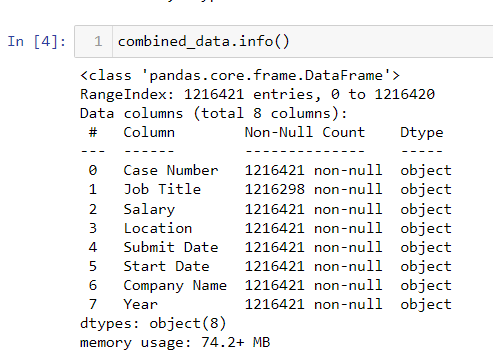 In [4]: 1 combined_data.info()
<class 'pandas.core.frame.DataFrame'>
RangeIndex: 1216421 entries, 0 to 1216420
Data columns (total 8 columns):
 #   Column        Non-Null Count    Dtype
---  ------        --------------    -----
 0   Case Number   1216421 non-null  object
 1   Job Title     1216298 non-null  object
 2   Salary        1216421 non-null  object
 3   Location      1216421 non-null  object
 4   Submit Date   1216421 non-null  object
 5   Start Date    1216421 non-null  object
 6   Company Name  1216421 non-null  object
 7   Year          1216421 non-null  object
dtypes: object(8)
memory usage: 74.2+ MB